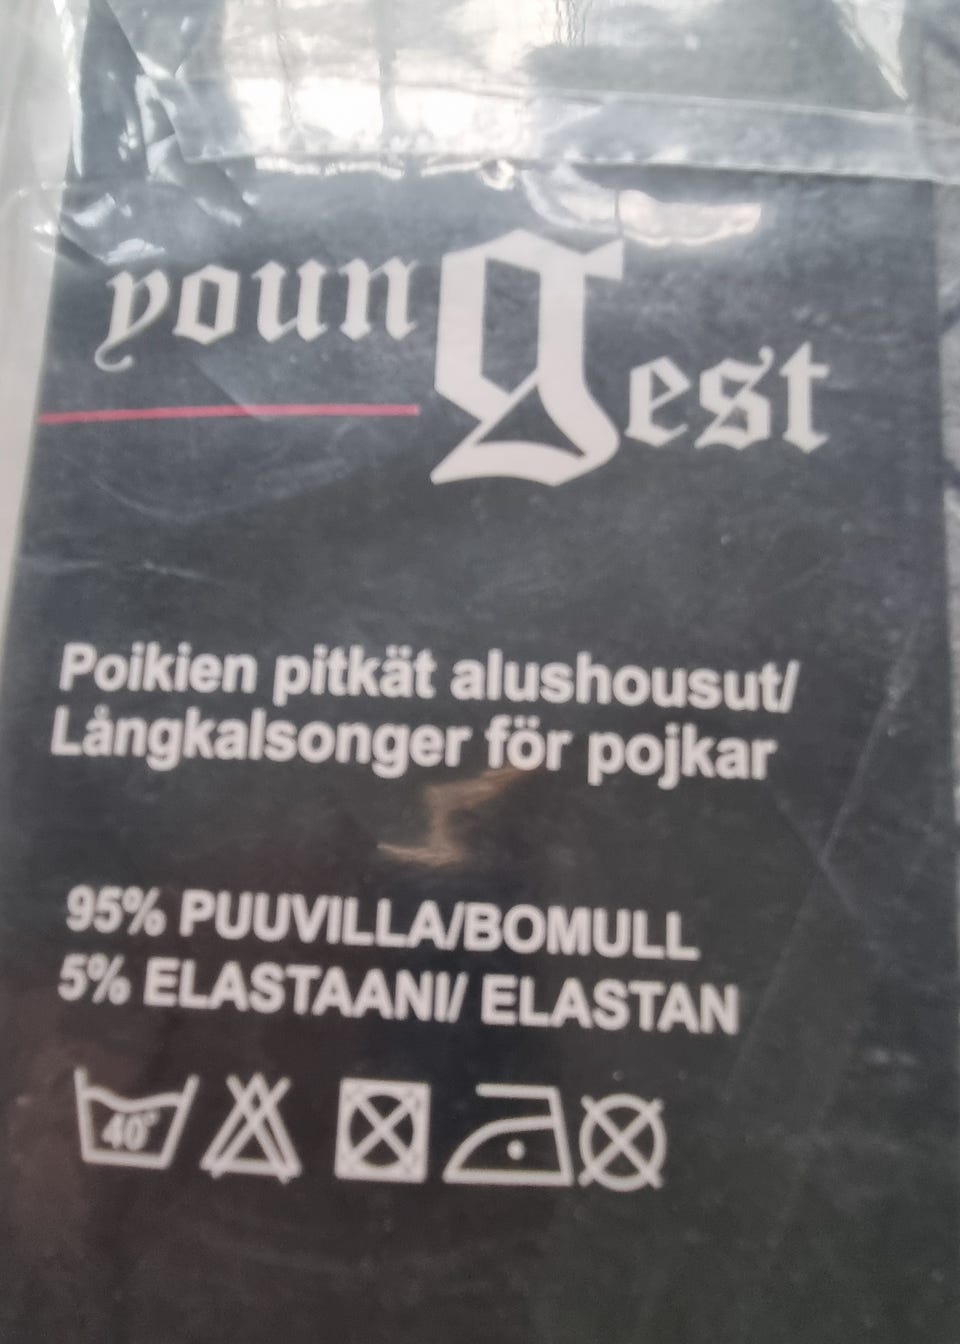 youngest
Poikien pitkät alushousut/
Långkalsonger för pojkar
95% PUUVILLA/BOMULL
5% ELASTAANI/ ELASTAN
40°